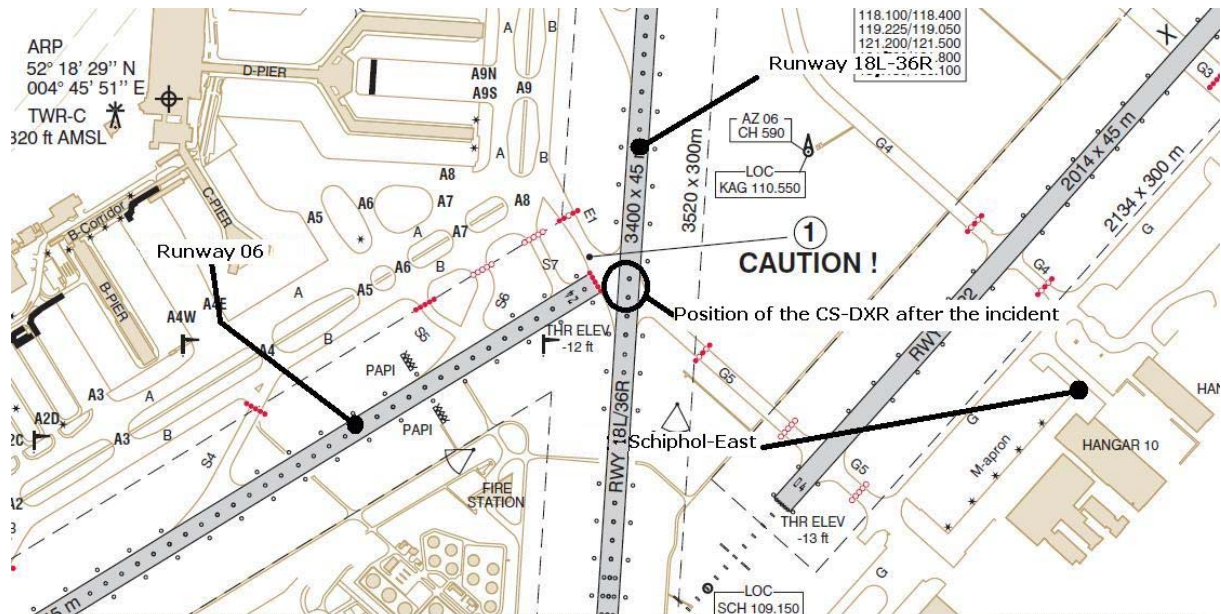 ARP
52° 18' 29'' N
004° 45' 51'' E
TWR-C
320 ft AMSL
D-PIER
C-PIER
B-Corridor
B-PIER
A
B
A9N
A9S
A9
A
B
A
B
A8
A5
A6
A7
A8
A7
A
A6
B
A5
E1
S7
S6
S5
118.100/118.400
119.225/119.050
121.200/121.500
.800
.100
Runway 18L-36R
AZ 06
CH 590
LOC
KAG 110.550
3400 x 45 m
3520 x 300m
X
G3
G4
2014 x 45 m
2134 x 300 m
G
G4
1
CAUTION !
Position of the CS-DXR after the incident
Runway 06
A4E
A4W
A
B
A4
A3
A
B
A3
A2D
A2
B
S4
THR ELEV
-12 ft
PAPI
PAPI
FIRE
STATION
RWY 18L/36R
G5
G5
G
G
Schiphol-East
M-apron
HANGAR 10
04
THR ELEV
-13 ft
LOC
SCH 109.150